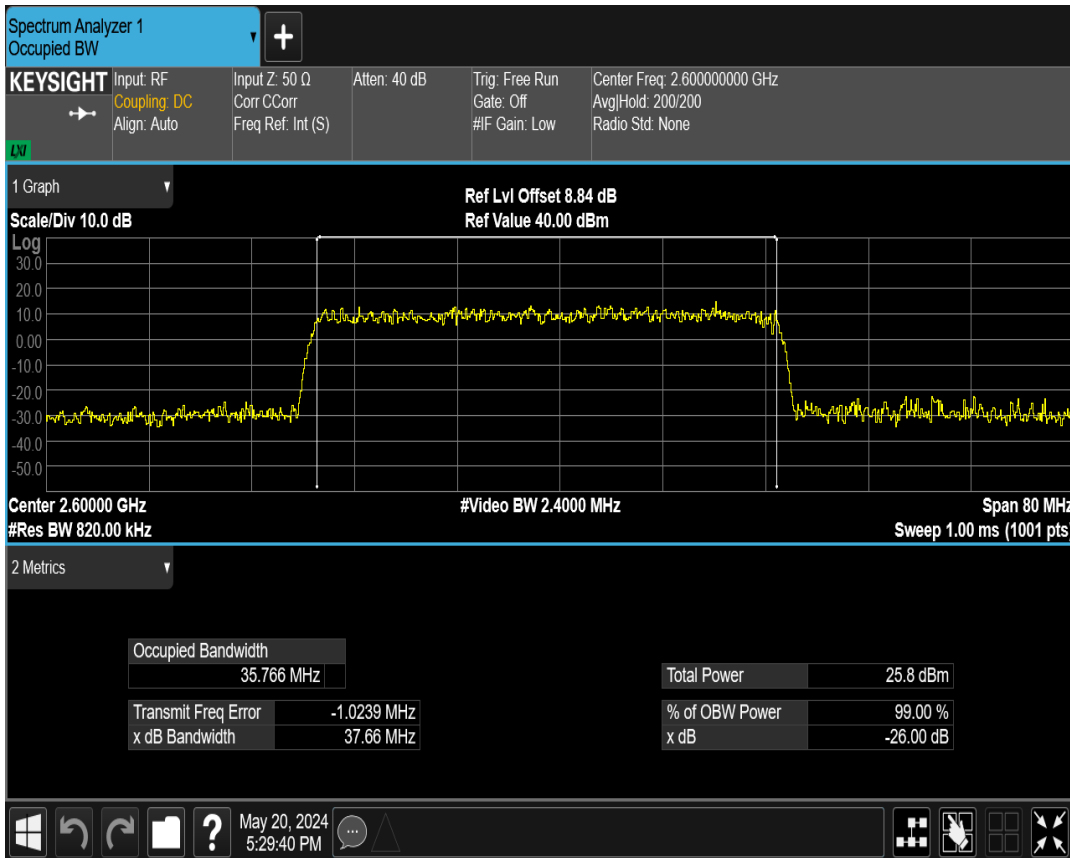 Spectrum Analyzer 1
Occupied BW
+
KEYSIGHT Input: RF Input Z: 50 Ω Atten: 40 dB Trig: Free Run Center Freq: 2.600000000 GHz
Coupling: DC Corr CCorr Gate: Off Avg|Hold: 200/200
Align: Auto Freq Ref: Int (S) #IF Gain: Low Radio Std: None
LXI
1 Graph
Ref Lvl Offset 8.84 dB
Scale/Div 10.0 dB Ref Value 40.00 dBm
Log
30.0
20.0
10.0
0.00
-10.0
-20.0
-30.0
-40.0
-50.0
Center 2.60000 GHz #Video BW 2.4000 MHz Span 80 MHz
#Res BW 820.00 kHz Sweep 1.00 ms (1001 pts)
2 Metrics
Occupied Bandwidth
35.766 MHz Total Power 25.8 dBm
Transmit Freq Error -1.0239 MHz % of OBW Power 99.00 %
x dB Bandwidth 37.66 MHz x dB -26.00 dB
?
May 20, 2024
5:29:40 PM